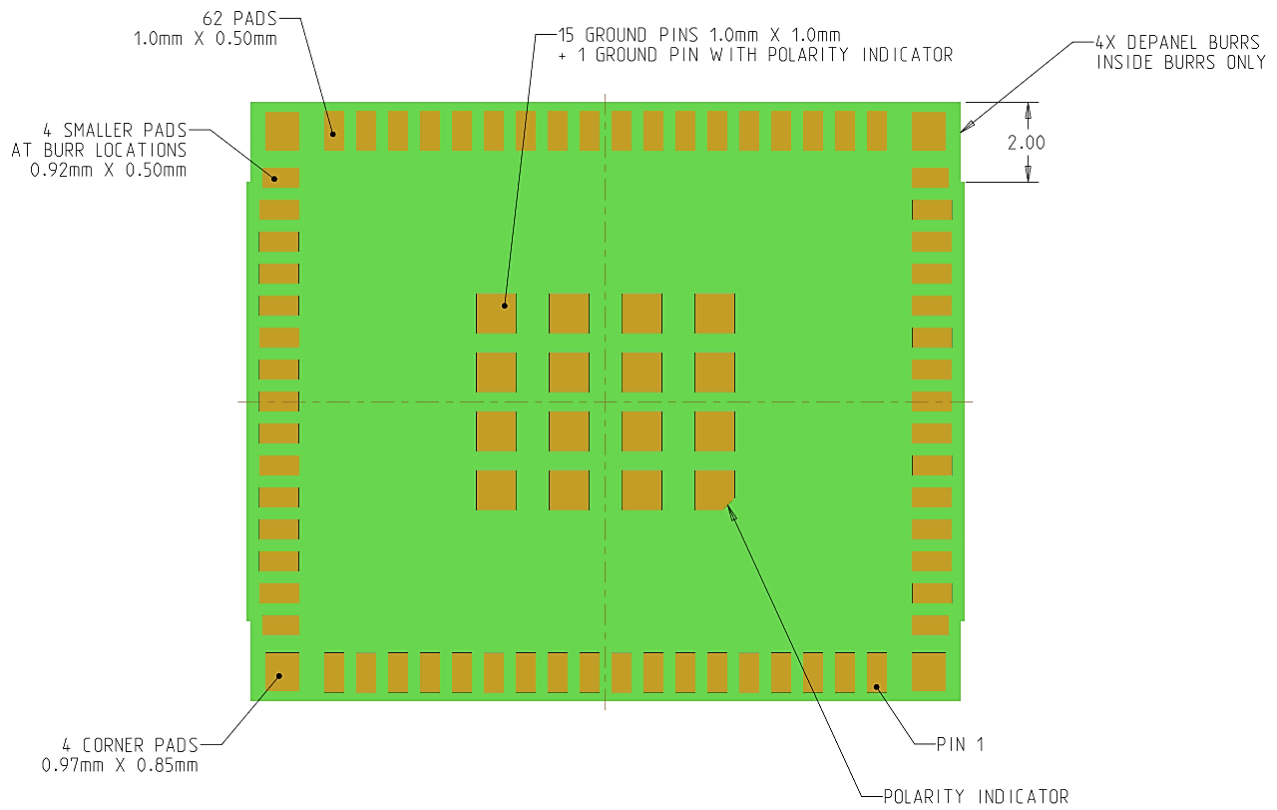 62 PADS
1.0mm X 0.50mm
15 GROUND PINS 1.0mm X 1.0mm
+ 1 GROUND PIN WITH POLARITY INDICATOR
4X DEPANEL BURRS
INSIDE BURRS ONLY
4 SMALLER PADS
AT BURR LOCATIONS
0.92mm X 0.50mm
2.00
4 CORNER PADS
0.97mm X 0.85mm
PIN 1
POLARITY INDICATOR